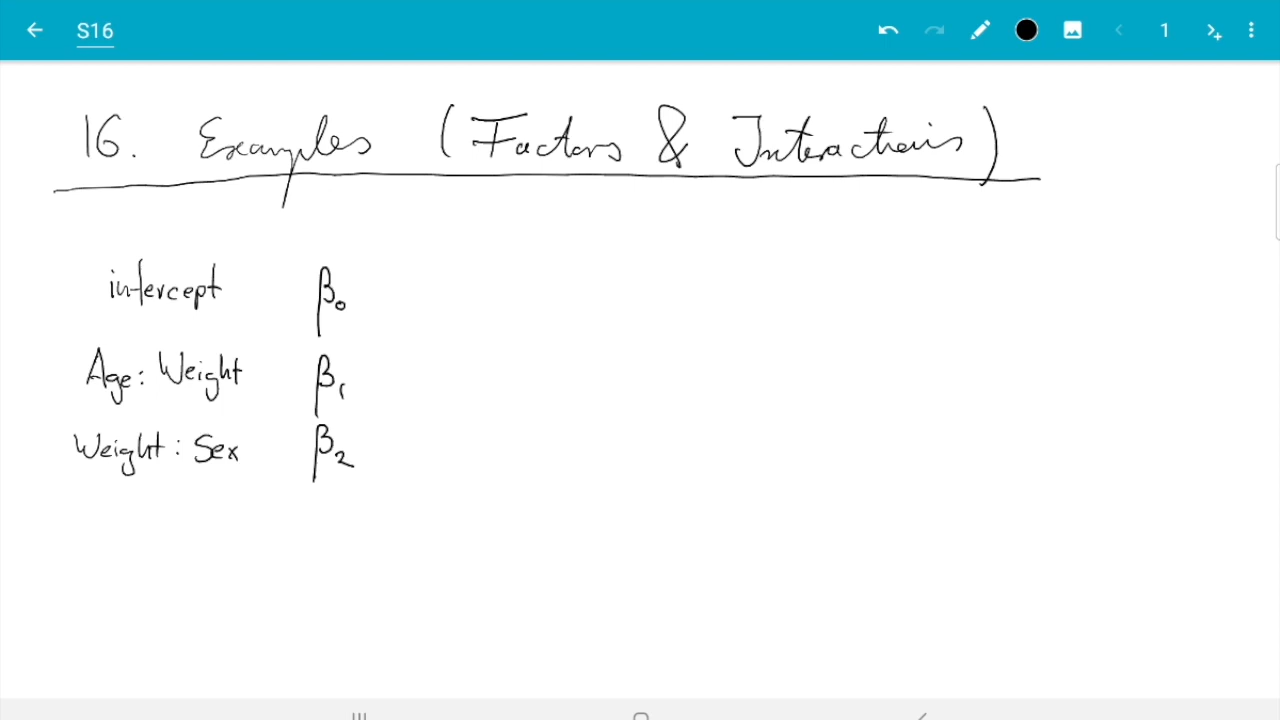 S16
1
16. Examples (Factors & Interactions)
intercept β₀
Age: Weight β₁
Weight: Sex β₂